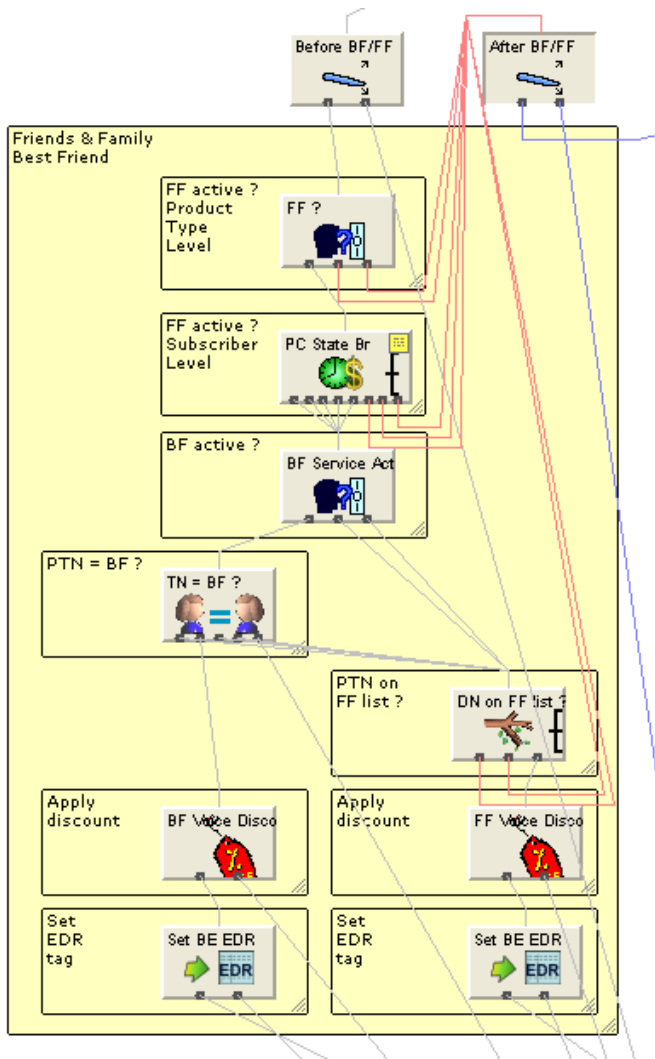 Before BF/FF
After BF/FF
Friends & Family
Best Friend
FF active ?
Product
Type
Level
FF ?
FF active ?
Subscriber
Level
PC State Br
BF active ?
BF Service Act
PTN = BF ?
TN = BF ?
PTN on
FF list ?
DN on FF list ?
Apply
discount
BF Voice Disco
Apply
discount
FF Voice Disco
Set
EDR
tag
Set BE EDR
EDR
Set
EDR
tag
Set BE EDR
EDR